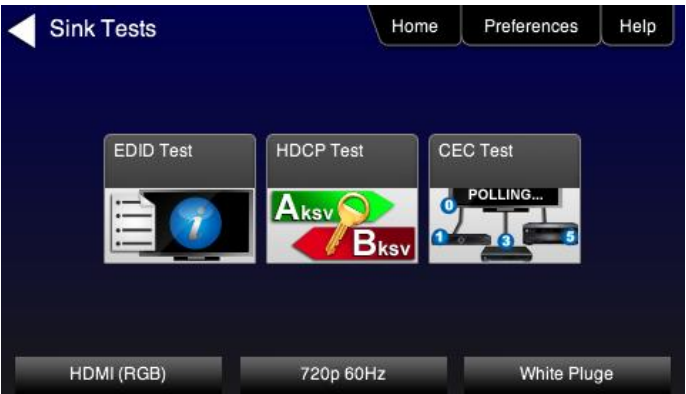 Sink Tests
Home
Preferences
Help
EDID Test
HDCP Test
CEC Test
i
Aksv
Bksv
POLLING...
0
1
3
5
HDMI (RGB)
720p 60Hz
White Pluge